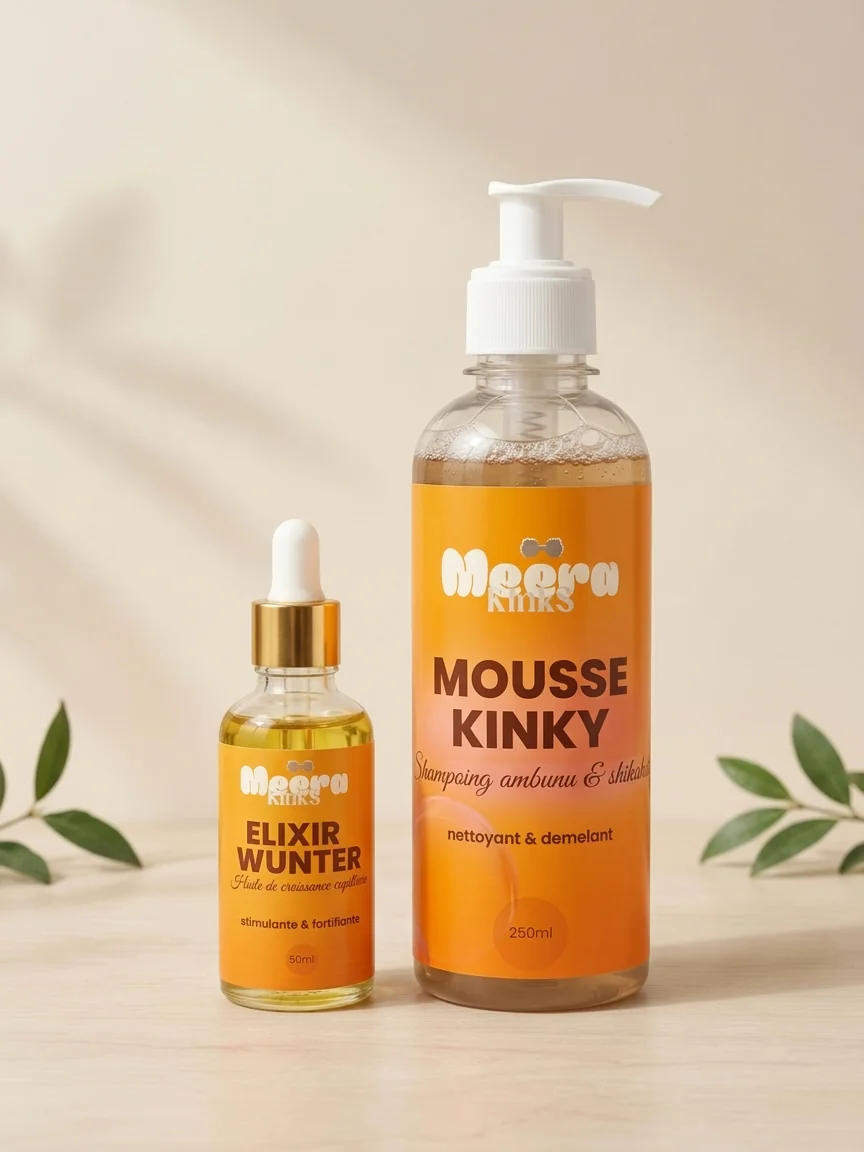 Meera
KinkS
ELIXIR
WUNTER
Huile de croissance capillaire
stimulante & fortifiante
50ml
Meera
KinkS
MOUSSE
KINKY
Shampoing ambunu &
nettoyant & demelant
250ml